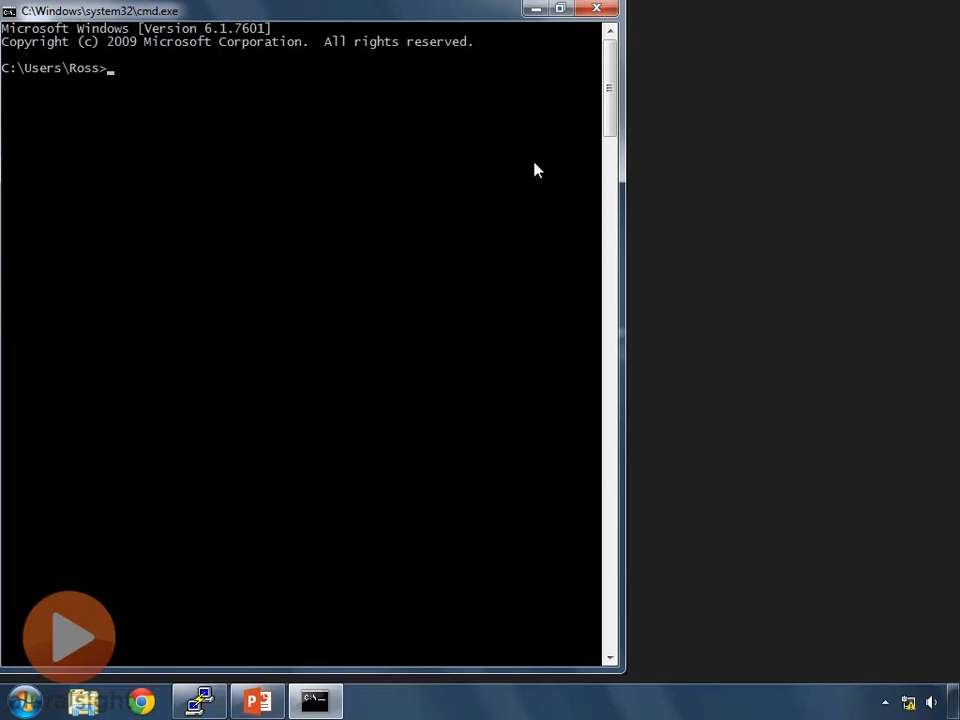 C:\Windows\system32\cmd.exe
Microsoft Windows [Version 6.1.7601]
Copyright (c) 2009 Microsoft Corporation.  All rights reserved.
C:\Users\Ross>_
pluralsight